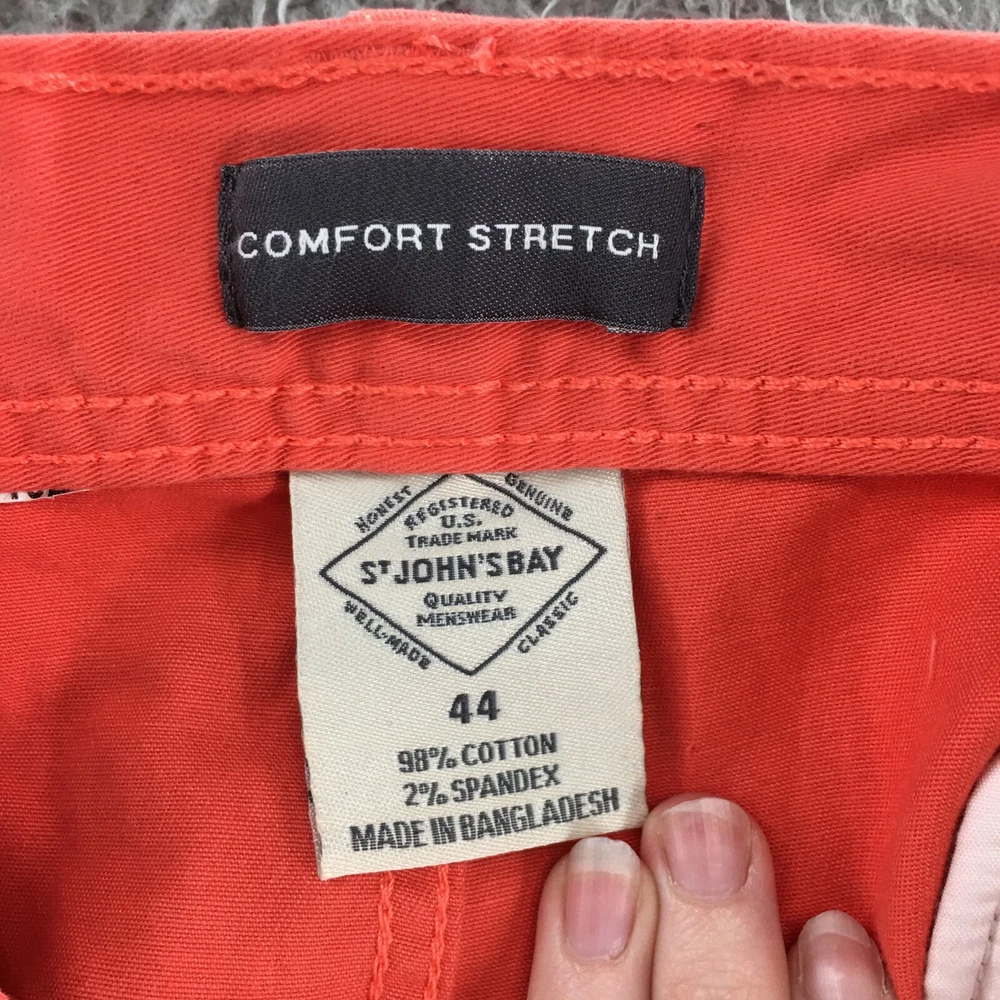 COMFORT STRETCH
HONEST
GENUINE
REGISTERED
U.S.
TRADE MARK
ST JOHN'S BAY
QUALITY
MENSWEAR
WELL-MADE
CLASSIC
44
98% COTTON
2% SPANDEX
MADE IN BANGLADESH